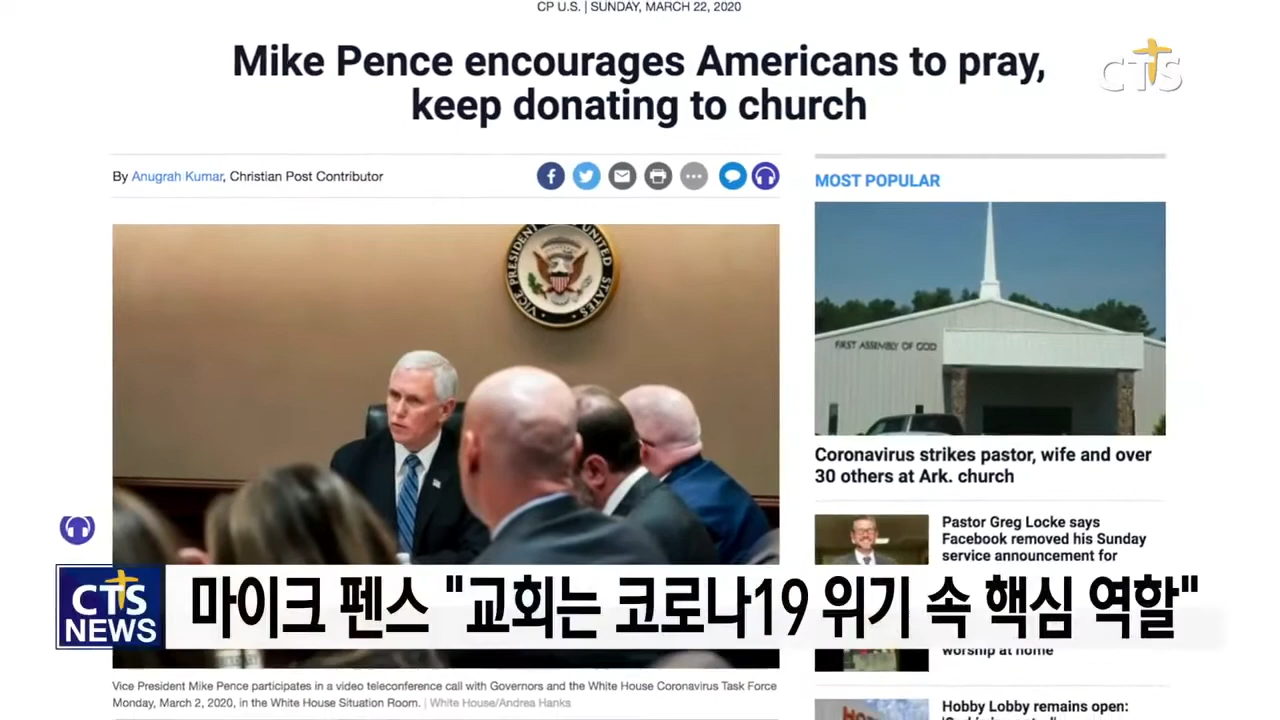 CP U.S. | SUNDAY, MARCH 22, 2020
Mike Pence encourages Americans to pray,
keep donating to church
CTS
By Anugrah Kumar, Christian Post Contributor
MOST POPULAR
VICE PRESIDENT UNITED STATES
FIRST ASSEMBLY OF GOD
Coronavirus strikes pastor, wife and over
30 others at Ark. church
Pastor Greg Locke says
Facebook removed his Sunday
service announcement for
CTS
NEWS
마이크 펜스 "교회는 코로나19 위기 속 핵심 역할"
worship at home
Vice President Mike Pence participates in a video teleconference call with Governors and the White House Coronavirus Task Force
Monday, March 2, 2020, in the White House Situation Room. | White House/Andrea Hanks
Hobby Lobby remains open: